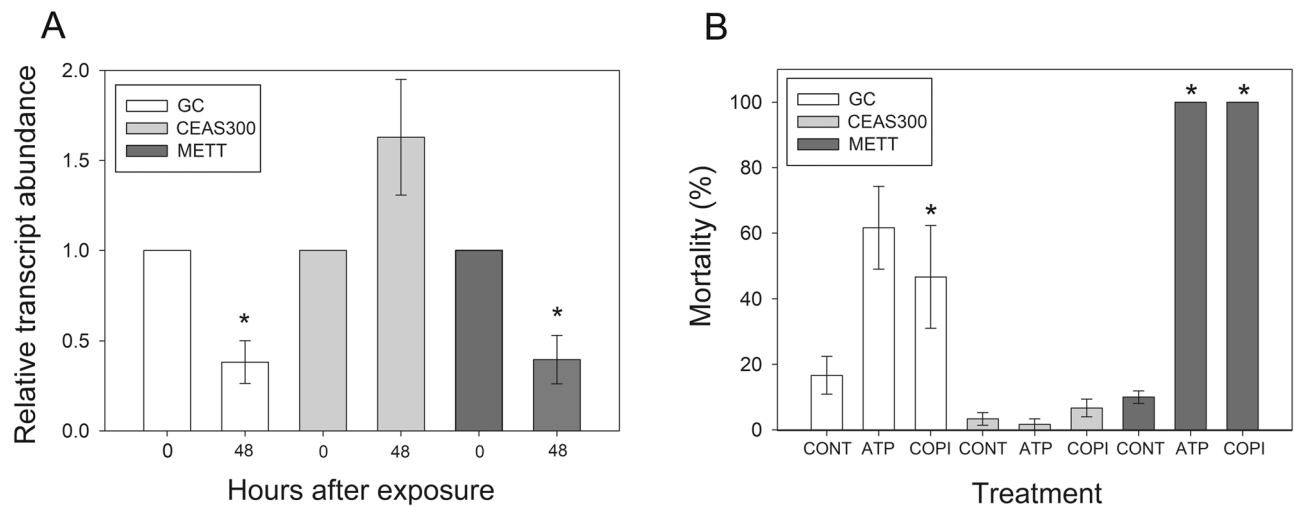 A
Relative transcript abundance
2.0
1.5
1.0
0.5
0.0
GC
CEAS300
METT
*
*
0 48 0 48 0 48
Hours after exposure
B
Mortality (%)
100
80
60
40
20
0
GC
CEAS300
METT
*
* *
CONT ATP COPI CONT ATP COPI CONT ATP COPI
Treatment